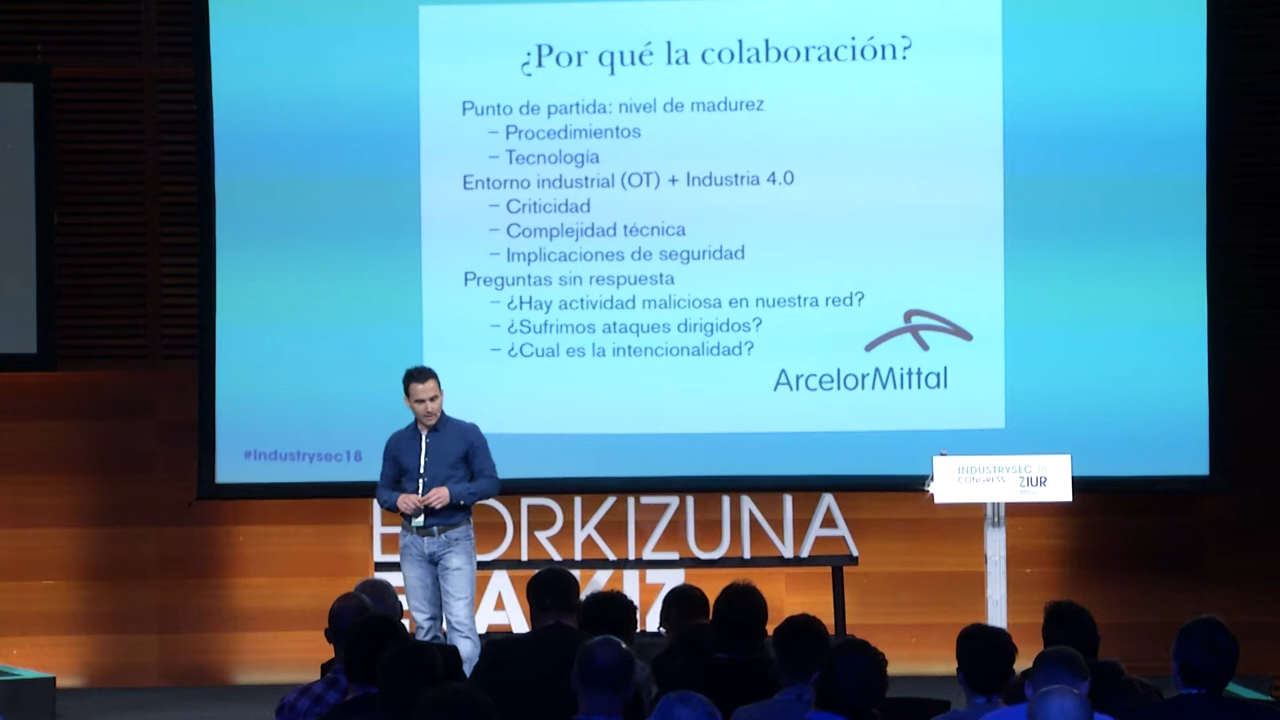 ¿Por qué la colaboración?
Punto de partida: nivel de madurez
– Procedimientos
– Tecnología
Entorno industrial (OT) + Industria 4.0
– Criticidad
– Complejidad técnica
– Implicaciones de seguridad
Preguntas sin respuesta
– ¿Hay actividad maliciosa en nuestra red?
– ¿Sufrimos ataques dirigidos?
– ¿Cual es la intencionalidad?
ArcelorMittal
#Industrysec18
INDUSTRYSEC 18
CONGRESS
ZIUR